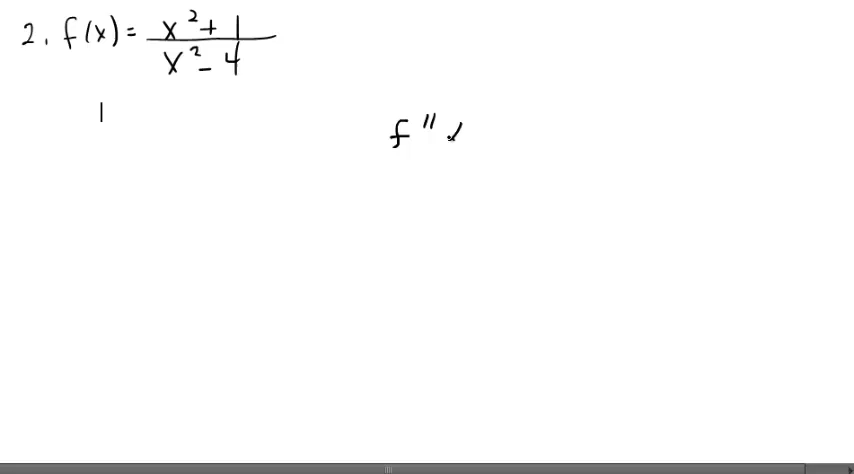 2. f(x) = x²+1 / x²-4
f"